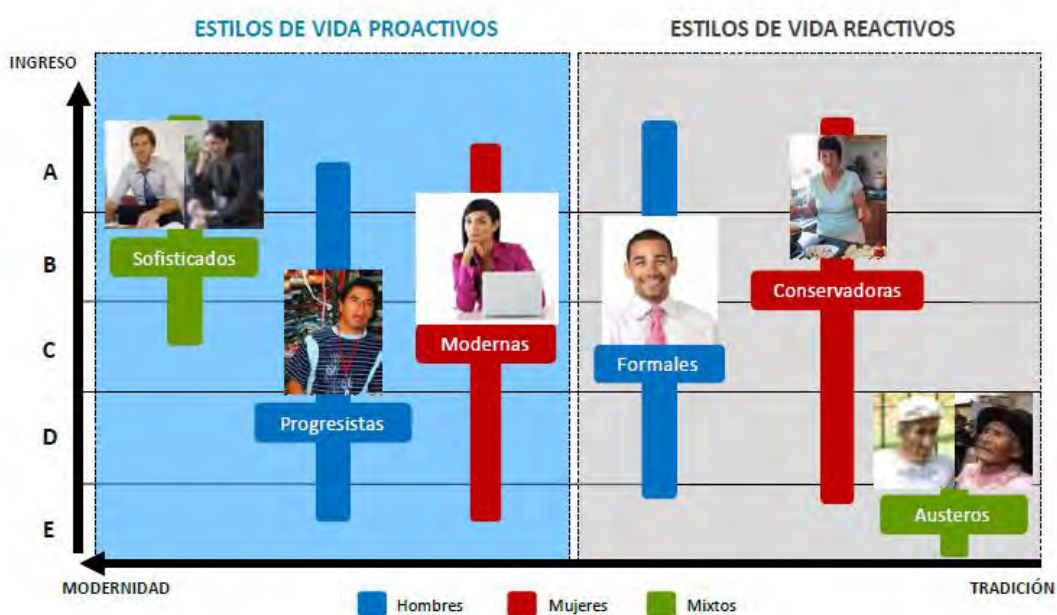 ESTILOS DE VIDA PROACTIVOS
ESTILOS DE VIDA REACTIVOS
INGRESO
A
B
C
D
E
Sofisticados
Progresistas
Modernas
Formales
Conservadoras
Austeros
MODERNIDAD
TRADICIÓN
Hombres
Mujeres
Mixtos